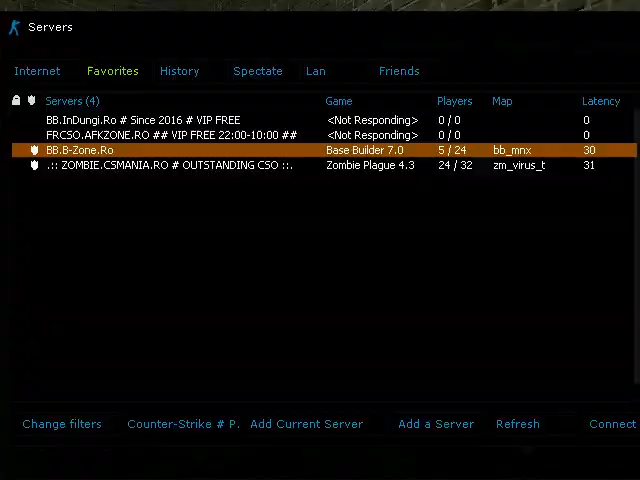 Servers
Internet Favorites History Spectate Lan Friends
Servers (4) Game Players Map Latency
BB.InDungi.Ro # Since 2016 # VIP FREE <Not Responding> 0 / 0 0
FRCSO.AFKZONE.RO ## VIP FREE 22:00-10:00 ## <Not Responding> 0 / 0 0
BB.B-Zone.Ro Base Builder 7.0 5 / 24 bb_mnx 30
.:: ZOMBIE.CSMANIA.RO # OUTSTANDING CSO ::. Zombie Plague 4.3 24 / 32 zm_virus_t 31
Change filters Counter-Strike # P. Add Current Server Add a Server Refresh Connect